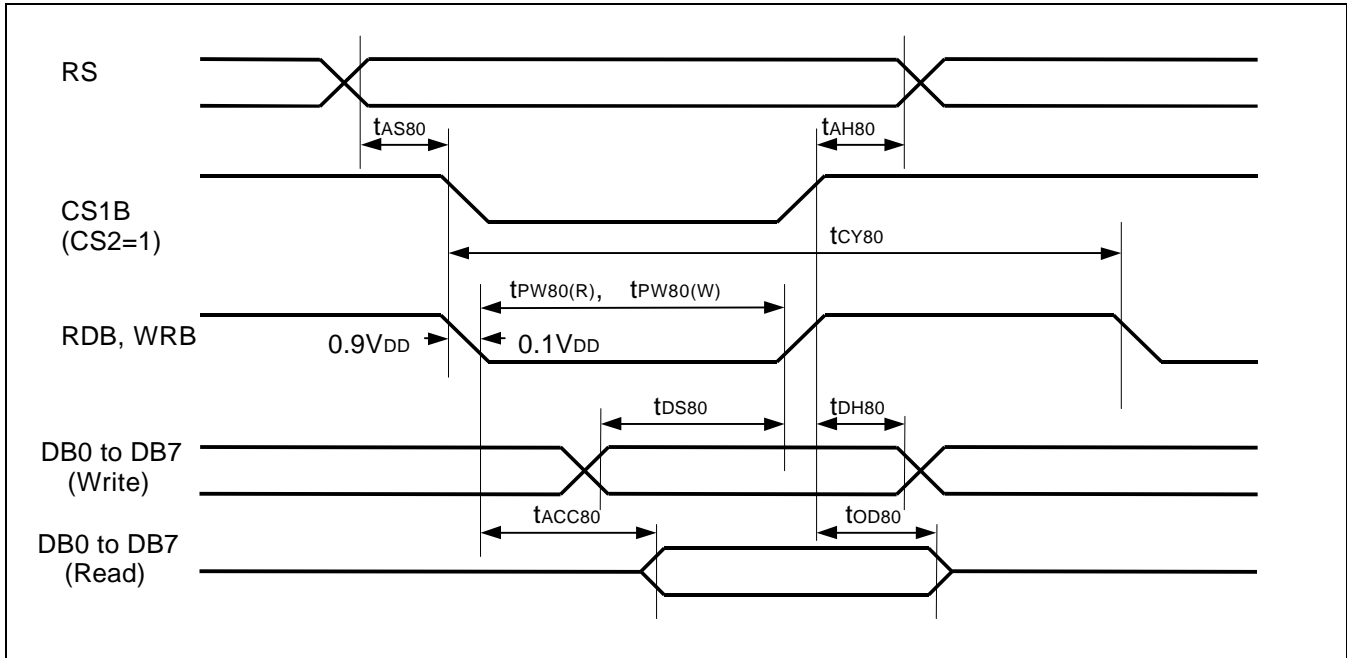 RS
tAS80 tAH80
CS1B
(CS2=1)
tCY80
tPW80(R), tPW80(W)
RDB, WRB
0.9VDD 0.1VDD
tDS80 tDH80
DB0 to DB7
(Write)
tACC80 tOD80
DB0 to DB7
(Read)